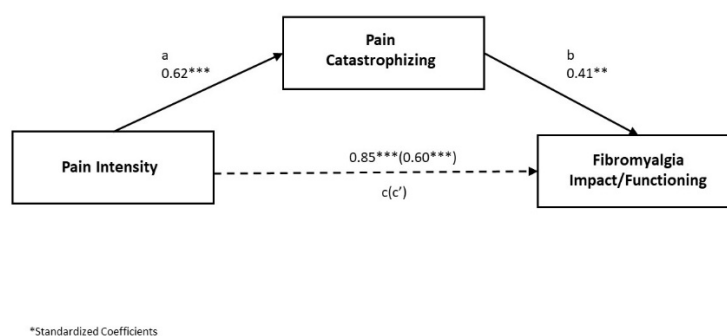 Pain
Catastrophizing
a
0.62***
b
0.41**
Pain Intensity
0.85***(0.60***)
c(c’)
Fibromyalgia
Impact/Functioning
*Standardized Coefficients